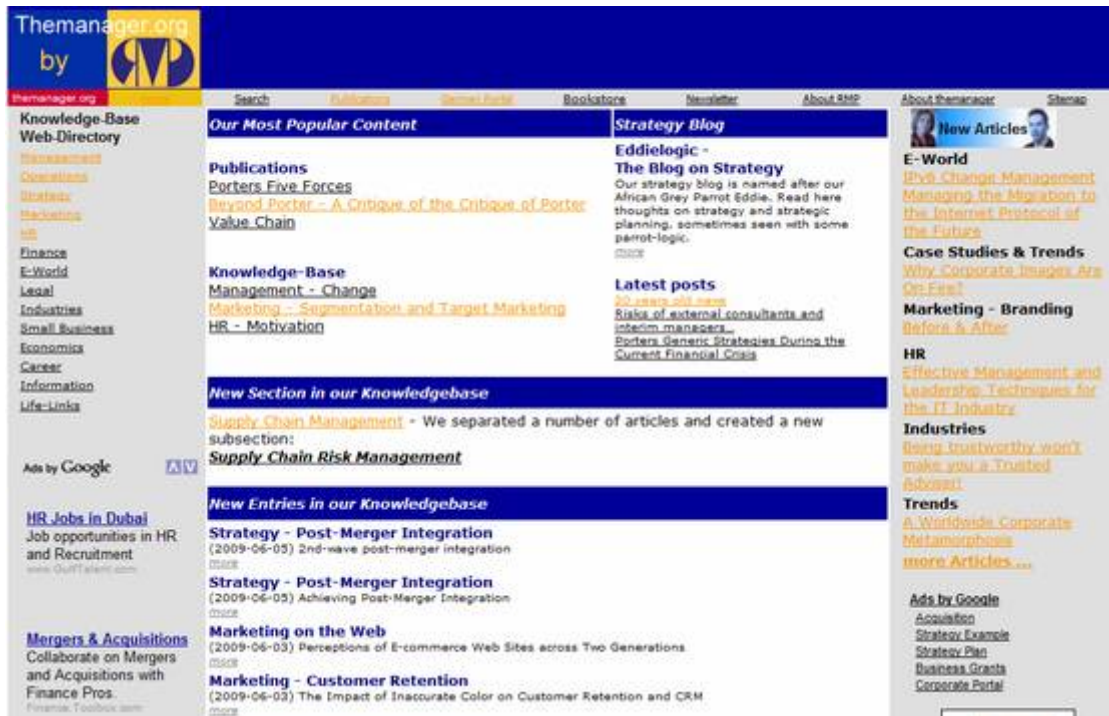 Themanager.org
by
RMP
themanager.org
Search
Publications
German Portal
Bookstore
Newsletter
About RMP
About themanager
Sitemap
Knowledge-Base
Web-Directory
Management
Operations
Strategy
Marketing
HR
Finance
E-World
Legal
Industries
Small Business
Economics
Career
Information
Life-Links
Ads by Google
HR Jobs in Dubai
Job opportunities in HR
and Recruitment
www.GulfTalent.com
Mergers & Acquisitions
Collaborate on Mergers
and Acquisitions with
Finance Pros.
Finance.Toolbox.com
Our Most Popular Content
Publications
Porters Five Forces
Beyond Porter - A Critique of the Critique of Porter
Value Chain
Knowledge-Base
Management - Change
Marketing - Segmentation and Target Marketing
HR - Motivation
Strategy Blog
Eddielogic -
The Blog on Strategy
Our strategy blog is named after our
African Grey Parrot Eddie. Read here
thoughts on strategy and strategic
planning, sometimes seen with some
parrot-logic.
more
Latest posts
20 years old news
Risks of external consultants and
interim managers...
Porters Generic Strategies During the
Current Financial Crisis
New Section in our Knowledgebase
Supply Chain Management - We separated a number of articles and created a new
subsection:
Supply Chain Risk Management
New Entries in our Knowledgebase
Strategy - Post-Merger Integration
(2009-06-05) 2nd-wave post-merger integration
more
Strategy - Post-Merger Integration
(2009-06-05) Achieving Post-Merger Integration
more
Marketing on the Web
(2009-06-03) Perceptions of E-commerce Web Sites across Two Generations
more
Marketing - Customer Retention
(2009-06-03) The Impact of Inaccurate Color on Customer Retention and CRM
more
New Articles
E-World
IPv6 Change Management
Managing the Migration to
the Internet Protocol of
the Future
Case Studies & Trends
Why Corporate Images Are
On Fire?
Marketing - Branding
Before & After
HR
Effective Management and
Leadership Techniques for
the IT Industry
Industries
Being trustworthy won't
make you a Trusted
Adviser!
Trends
A Worldwide Corporate
Metamorphosis
more Articles ...
Ads by Google
Acquisition
Strategy Example
Strategy Plan
Business Grants
Corporate Portal